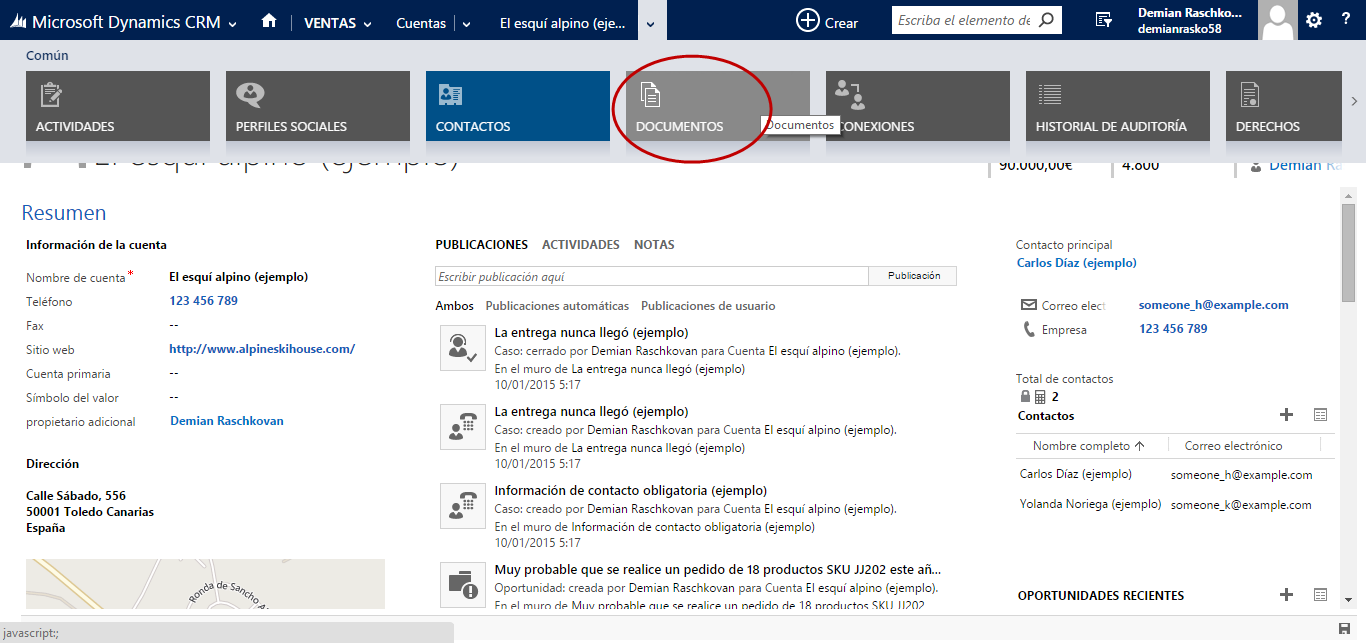 Microsoft Dynamics CRM
VENTAS
Cuentas
El esquí alpino (eje...
Crear
Escriba el elemento de
Demian Raschko...
demianrasko58
?
Común
ACTIVIDADES
PERFILES SOCIALES
CONTACTOS
DOCUMENTOS
Documentos
CONEXIONES
HISTORIAL DE AUDITORÍA
DERECHOS
El esquí alpino (ejemplo)
90.000,00€
4.800
Demian Ra
Resumen
Información de la cuenta
Nombre de cuenta *
El esquí alpino (ejemplo)
Teléfono
123 456 789
Fax
--
Sitio web
http://www.alpineskihouse.com/
Cuenta primaria
--
Símbolo del valor
--
propietario adicional
Demian Raschkovan
Dirección
Calle Sábado, 556
50001 Toledo Canarias
España
Ronda de Sancho A
PUBLICACIONES
ACTIVIDADES
NOTAS
Escribir publicación aquí
Publicación
Ambos
Publicaciones automáticas
Publicaciones de usuario
La entrega nunca llegó (ejemplo)
Caso: cerrado por Demian Raschkovan para Cuenta El esquí alpino (ejemplo).
En el muro de La entrega nunca llegó (ejemplo)
10/01/2015 5:17
La entrega nunca llegó (ejemplo)
Caso: creado por Demian Raschkovan para Cuenta El esquí alpino (ejemplo).
En el muro de La entrega nunca llegó (ejemplo)
10/01/2015 5:17
Información de contacto obligatoria (ejemplo)
Caso: creado por Demian Raschkovan para Cuenta El esquí alpino (ejemplo).
En el muro de Información de contacto obligatoria (ejemplo)
10/01/2015 5:17
Muy probable que se realice un pedido de 18 productos SKU JJ202 este añ...
Oportunidad: creada por Demian Raschkovan para Cuenta El esquí alpino (ejemplo).
En el muro de Muy probable que se realice un pedido de 18 productos SKU JJ202
Contacto principal
Carlos Díaz (ejemplo)
Correo elect
someone_h@example.com
Empresa
123 456 789
Total de contactos
2
Contactos
Nombre completo
Correo electrónico
Carlos Díaz (ejemplo)
someone_h@example.com
Yolanda Noriega (ejemplo)
someone_k@example.com
OPORTUNIDADES RECIENTES
javascript:;